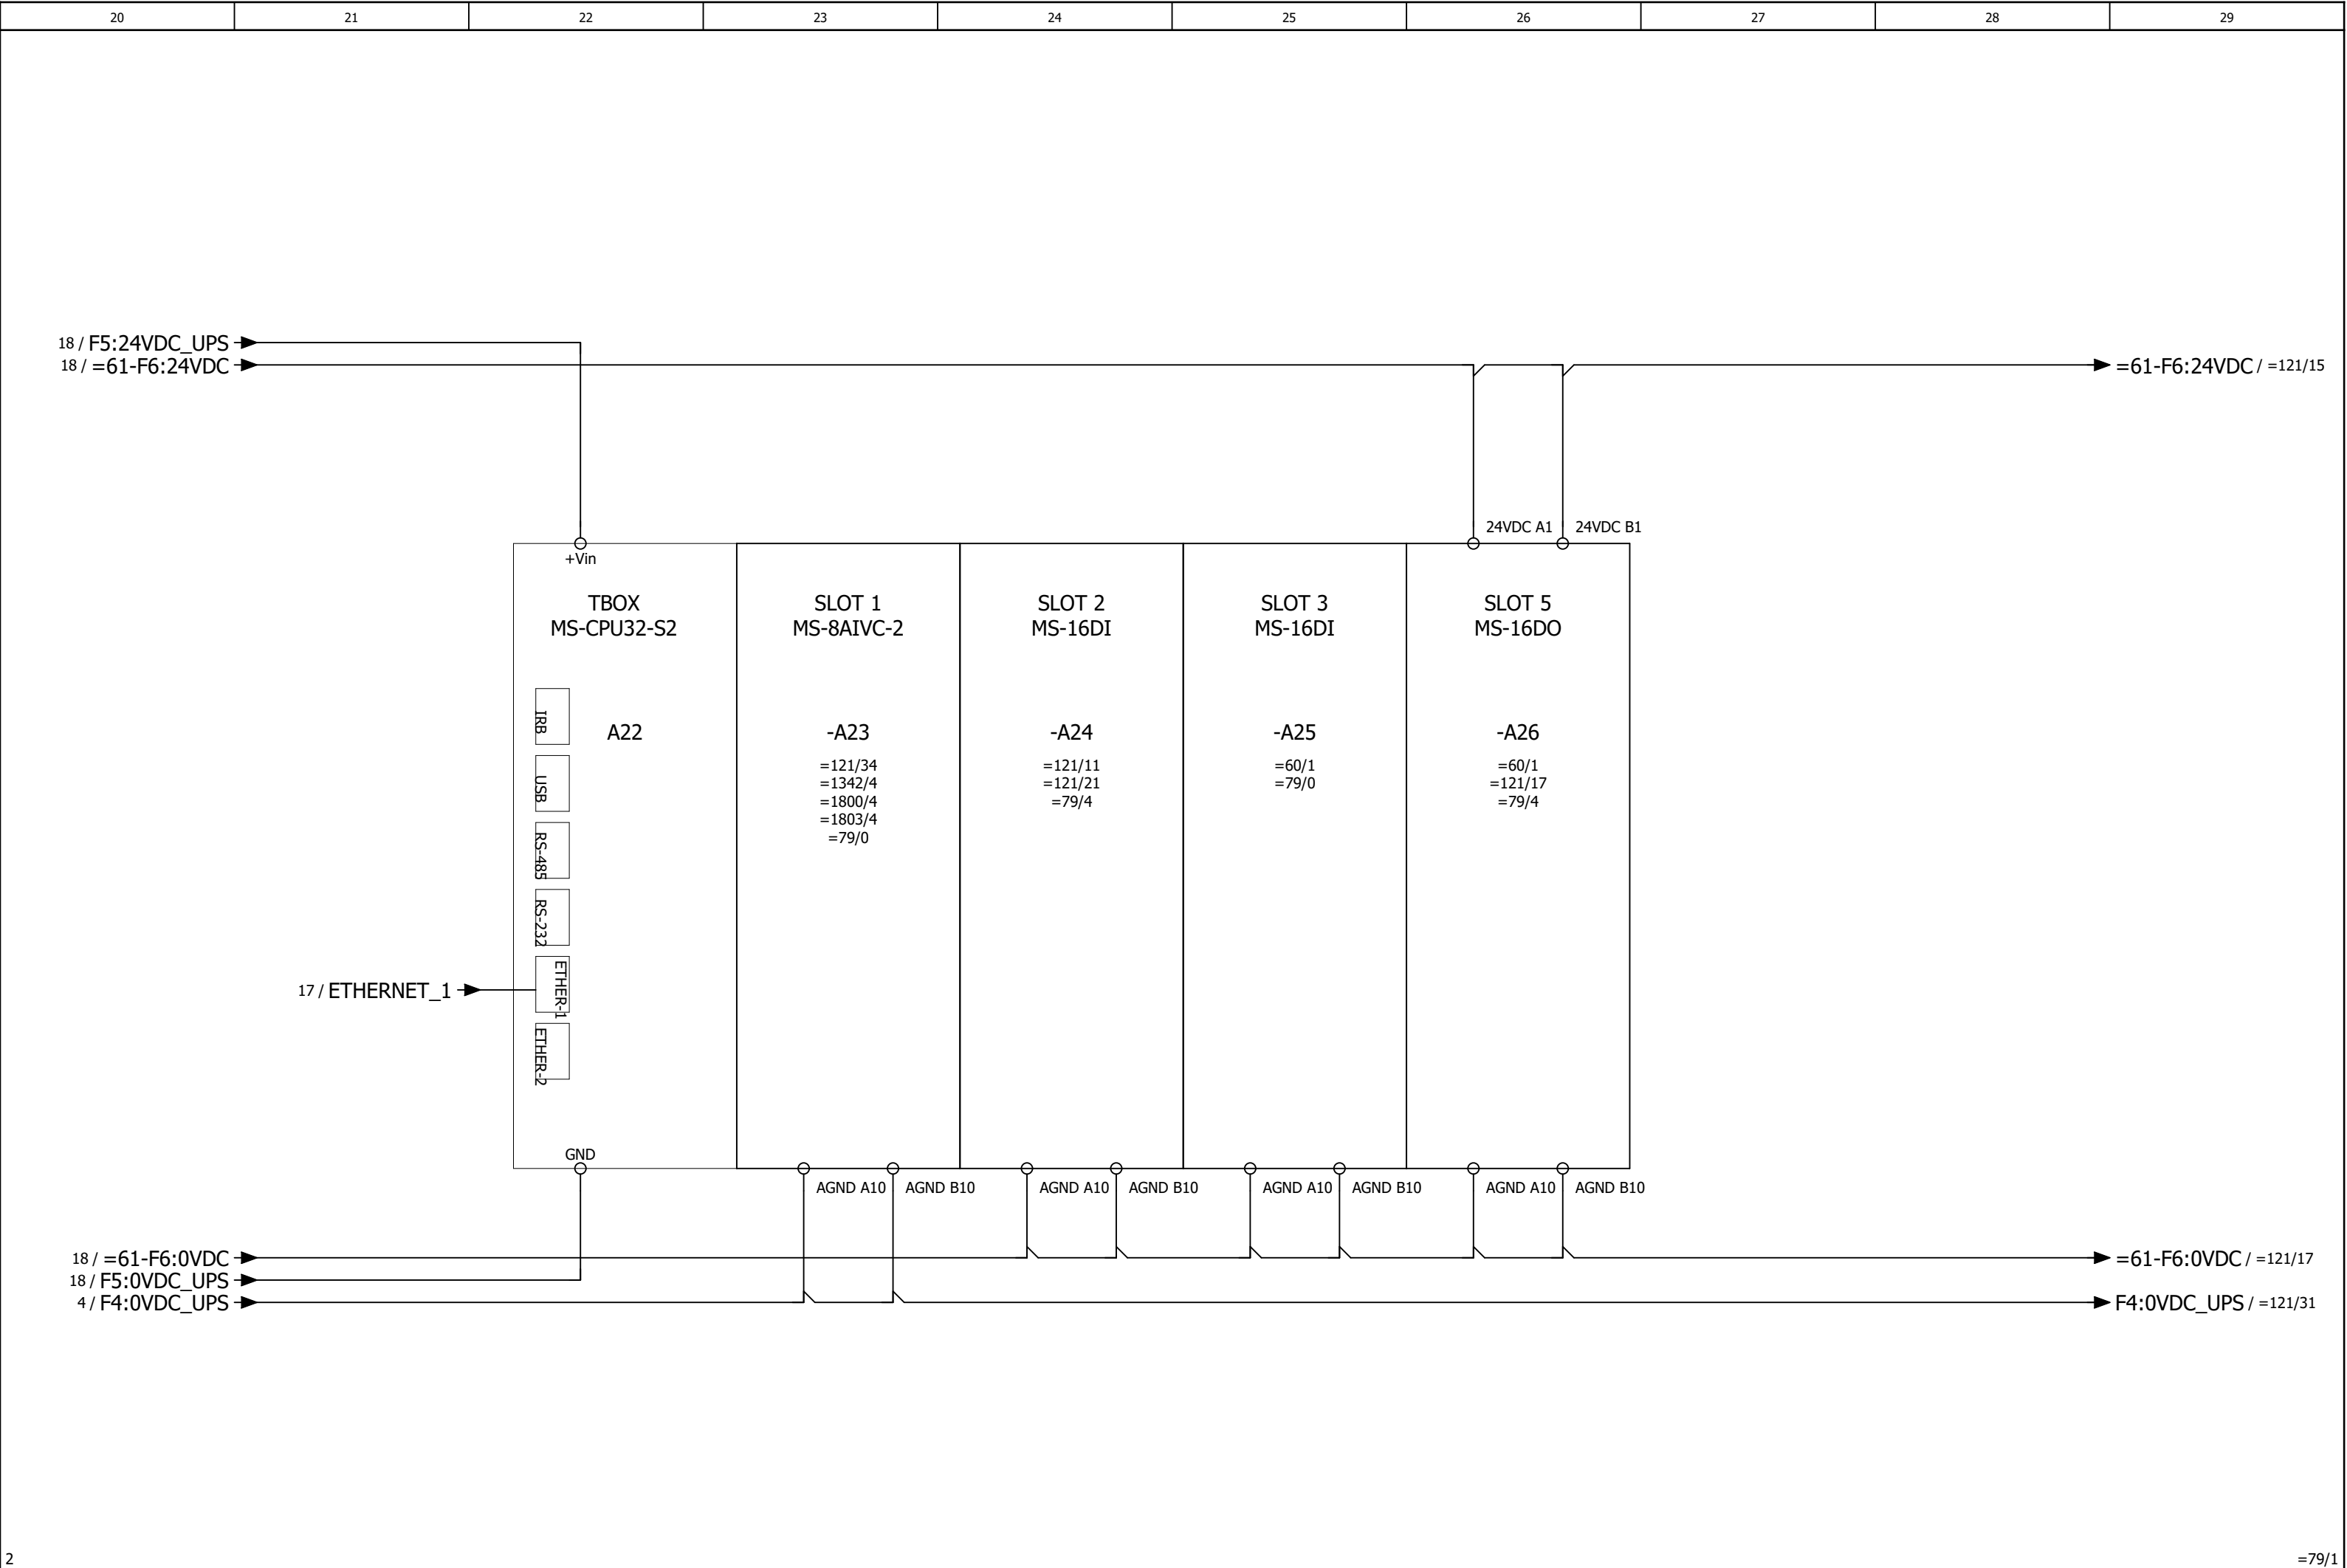 20 21 22 23 24 25 26 27 28 29
18 / F5:24VDC_UPS
18 / =61-F6:24VDC
=61-F6:24VDC / =121/15
24VDC A1 24VDC B1
+Vin
TBOX
MS-CPU32-S2
A22
IRB
USB
RS-485
RS-232
ETHER-1
ETHER-2
17 / ETHERNET_1
GND
SLOT 1
MS-8AIVC-2
-A23
=121/34
=1342/4
=1800/4
=1803/4
=79/0
SLOT 2
MS-16DI
-A24
=121/11
=121/21
=79/4
SLOT 3
MS-16DI
-A25
=60/1
=79/0
SLOT 5
MS-16DO
-A26
=60/1
=121/17
=79/4
AGND A10 AGND B10 AGND A10 AGND B10 AGND A10 AGND B10 AGND A10 AGND B10
18 / =61-F6:0VDC
18 / F5:0VDC_UPS
4 / F4:0VDC_UPS
=61-F6:0VDC / =121/17
F4:0VDC_UPS / =121/31
2
=79/1